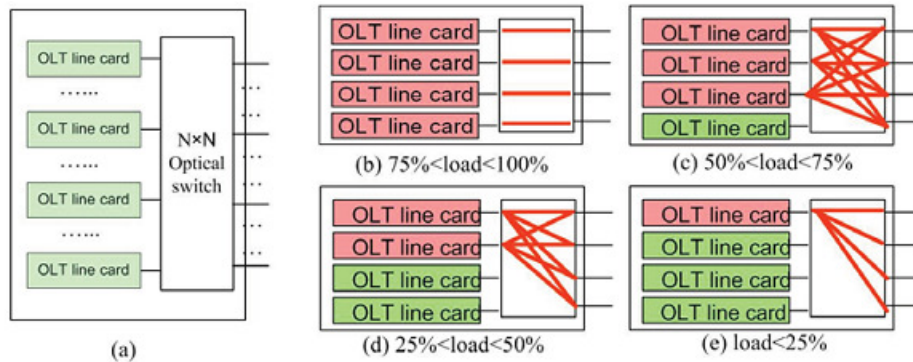 OLT line card
......
OLT line card
......
OLT line card
......
OLT line card
N×N
Optical
switch
...
...
...
...
...
(a)
OLT line card
OLT line card
OLT line card
OLT line card
(b) 75%<load<100%
OLT line card
OLT line card
OLT line card
OLT line card
(c) 50%<load<75%
OLT line card
OLT line card
OLT line card
OLT line card
(d) 25%<load<50%
OLT line card
OLT line card
OLT line card
OLT line card
(e) load<25%